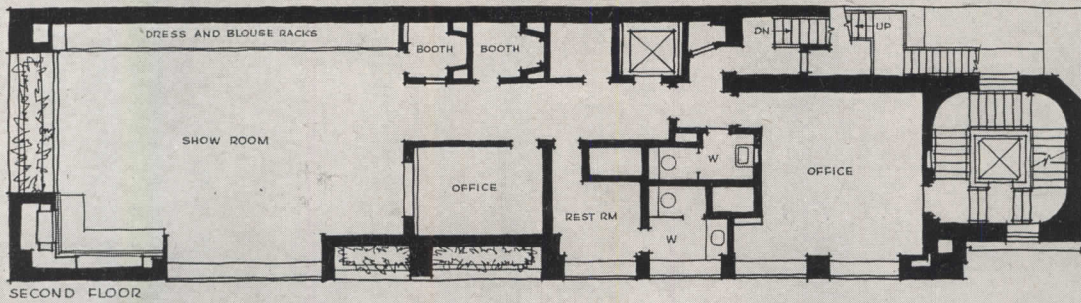 DRESS AND BLOUSE RACKS
BOOTH
BOOTH
DN
UP
SHOW ROOM
OFFICE
REST RM
W
W
OFFICE
SECOND FLOOR